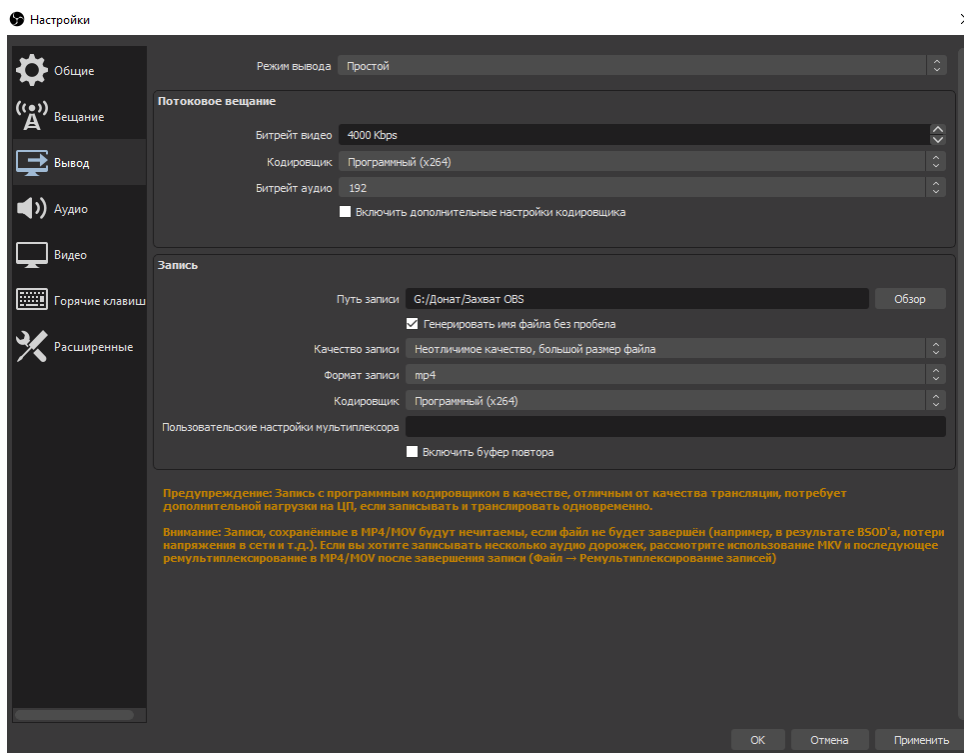 Настройки
Общие
Вещание
Вывод
Аудио
Видео
Горячие клавиш
Расширенные
Режим вывода Простой
Потоковое вещание
Битрейт видео 4000 Kbps
Кодировщик Программный (x264)
Битрейт аудио 192
Включить дополнительные настройки кодировщика
Запись
Путь записи G:/Донат/Захват OBS Обзор
Генерировать имя файла без пробела
Качество записи Неотличимое качество, большой размер файла
Формат записи mp4
Кодировщик Программный (x264)
Пользовательские настройки мультиплексора
Включить буфер повтора
Предупреждение: Запись с программным кодировщиком в качестве, отличным от качества трансляции, потребует
дополнительной нагрузки на ЦП, если записывать и транслировать одновременно.
Внимание: Записи, сохранённые в MP4/MOV будут нечитаемы, если файл не будет завершён (например, в результате BSOD'а, потери
напряжения в сети и т.д.). Если вы хотите записывать несколько аудио дорожек, рассмотрите использование MKV и последующее
ремультиплексирование в MP4/MOV после завершения записи (Файл → Ремультиплексирование записей)
OK Отмена Применить